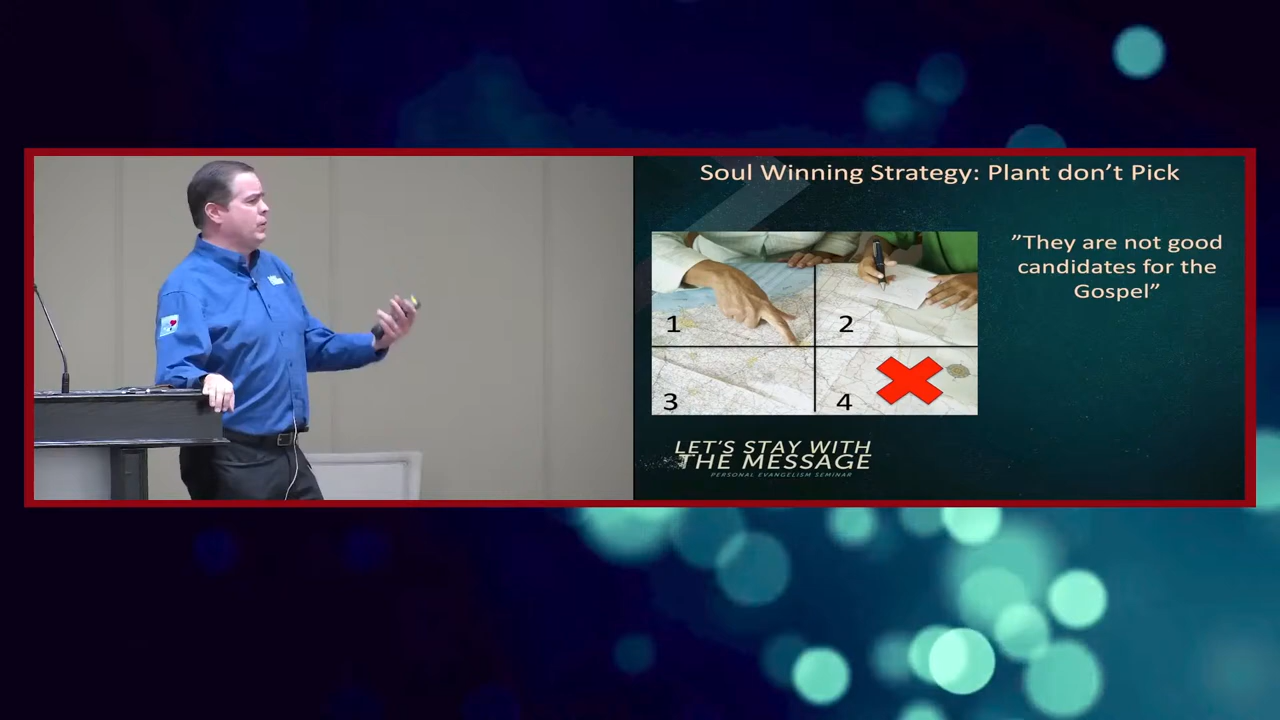 Soul Winning Strategy: Plant don't Pick
”They are not good
candidates for the
Gospel”
1
2
3
4
LET'S STAY WITH
THE MESSAGE
PERSONAL EVANGELISM SEMINAR